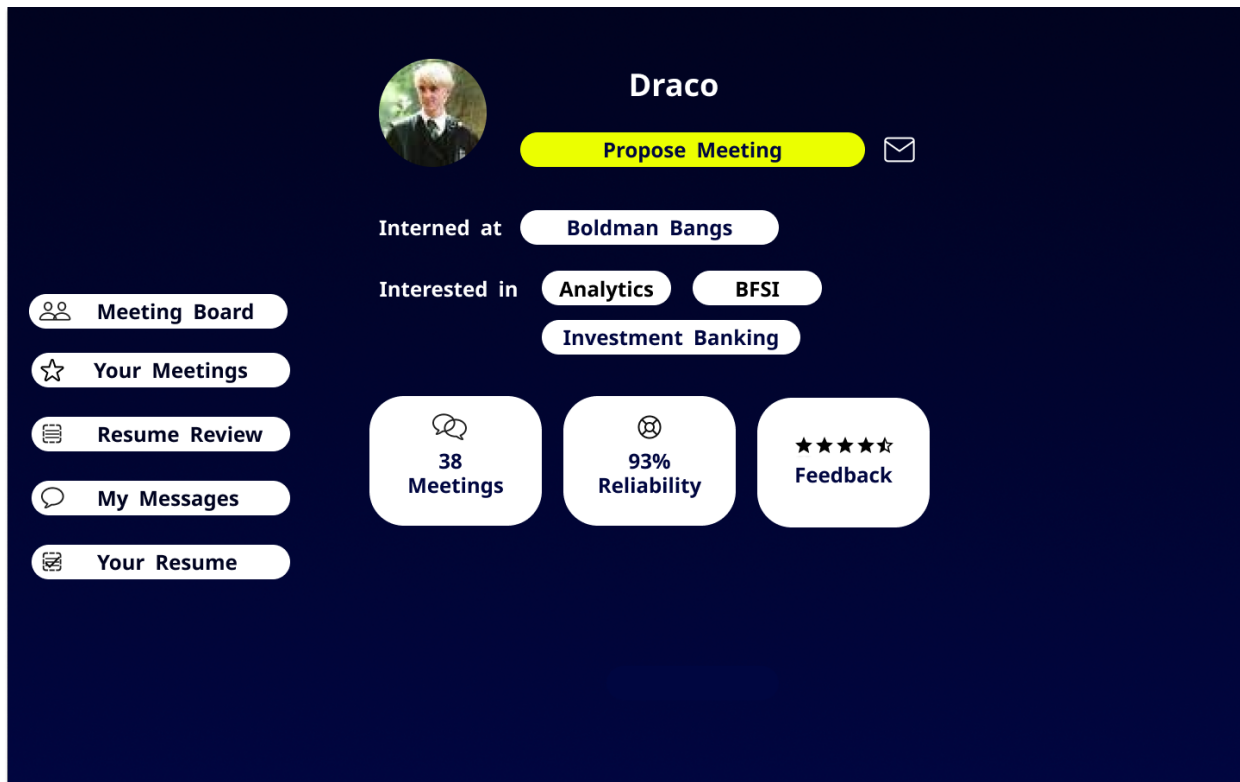 Draco
Propose Meeting
Interned at Boldman Bangs
Interested in Analytics BFSI
Investment Banking
Meeting Board
Your Meetings
Resume Review
My Messages
Your Resume
38
Meetings
93%
Reliability
Feedback